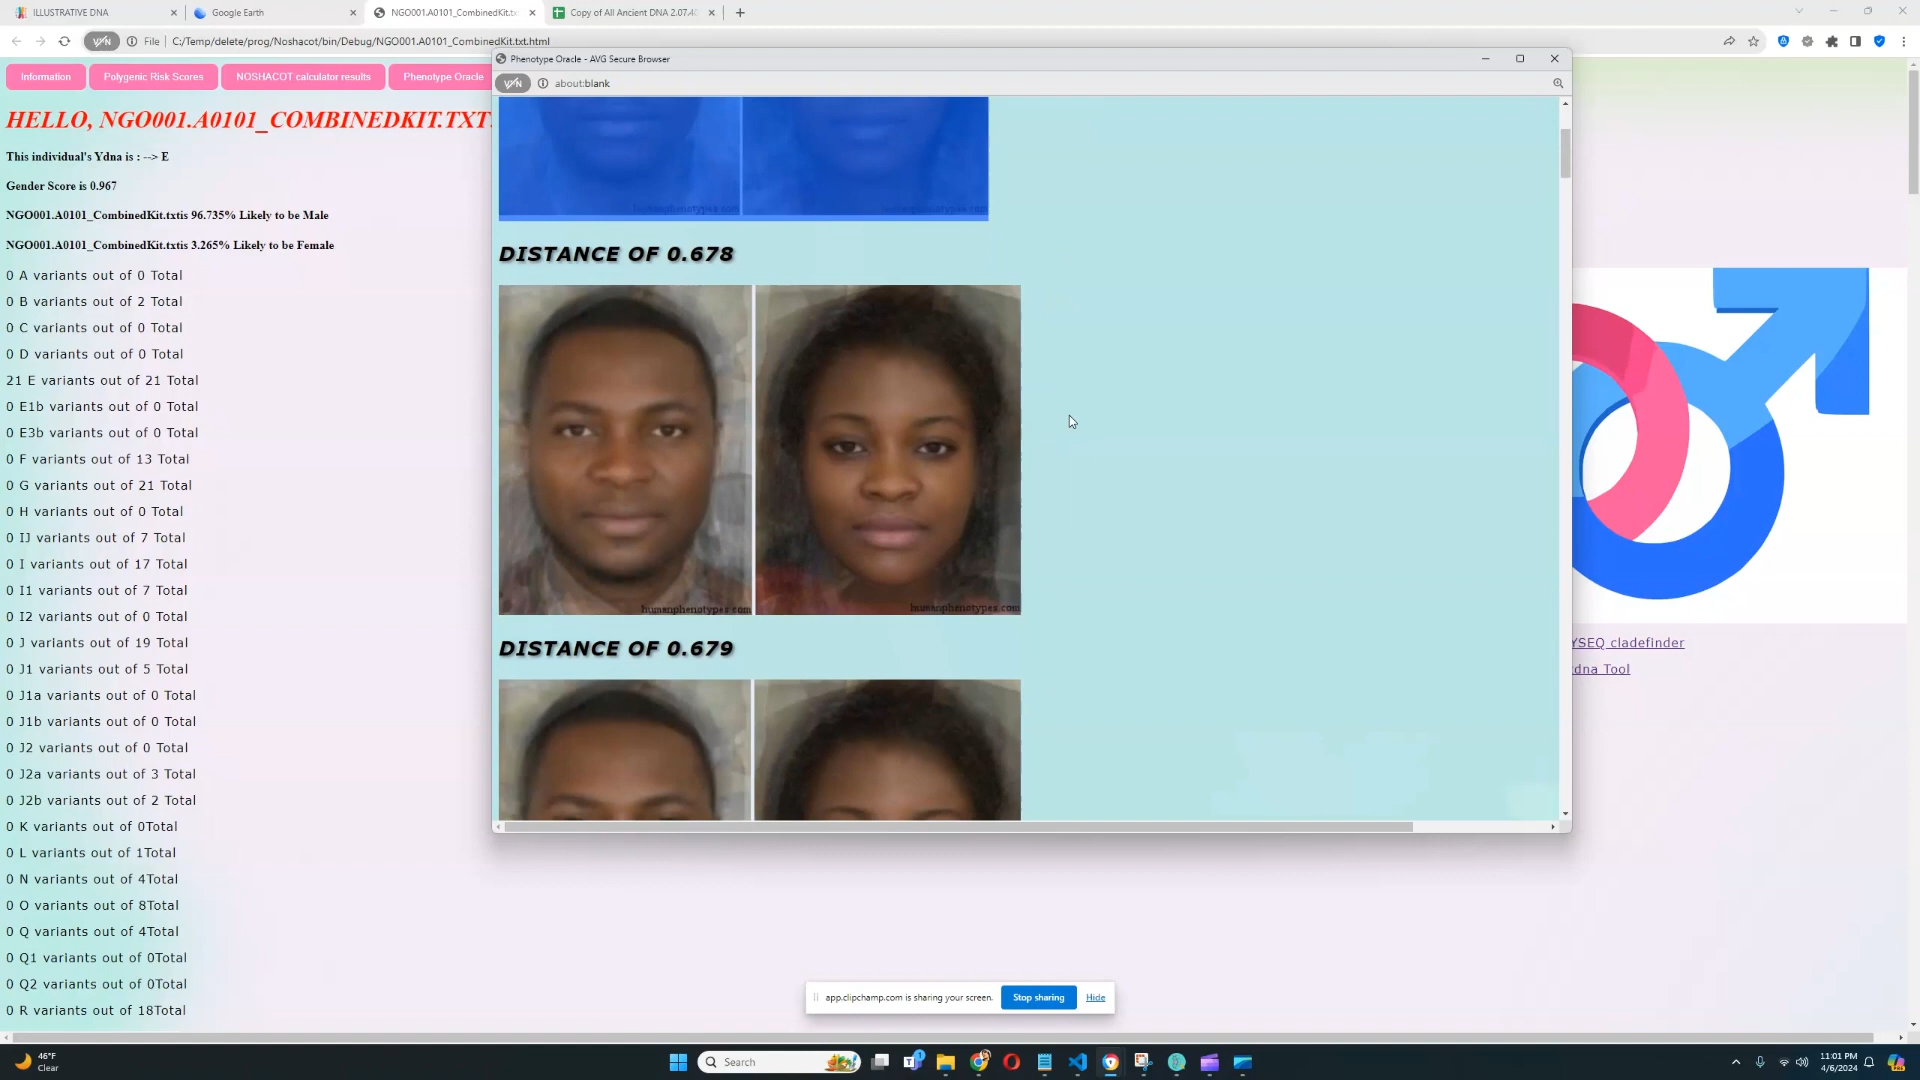 ILLUSTRATIVE DNA
Google Earth
NGO001.A0101_CombinedKit.tx
Copy of All Ancient DNA 2.07.40
File
C:/Temp/delete/prog/Noshacot/bin/Debug/NGO001.A0101_CombinedKit.txt.html
Information
Polygenic Risk Scores
NOSHACOT calculator results
Phenotype Oracle
HELLO, NGO001.A0101_COMBINEDKIT.TXT
This individual's Ydna is : --> E
Gender Score is 0.967
NGO001.A0101_CombinedKit.txtis 96.735% Likely to be Male
NGO001.A0101_CombinedKit.txtis 3.265% Likely to be Female
0 A variants out of 0 Total
0 B variants out of 2 Total
0 C variants out of 0 Total
0 D variants out of 0 Total
21 E variants out of 21 Total
0 E1b variants out of 0 Total
0 E3b variants out of 0 Total
0 F variants out of 13 Total
0 G variants out of 21 Total
0 H variants out of 0 Total
0 IJ variants out of 7 Total
0 I variants out of 17 Total
0 I1 variants out of 7 Total
0 I2 variants out of 0 Total
0 J variants out of 19 Total
0 J1 variants out of 5 Total
0 J1a variants out of 0 Total
0 J1b variants out of 0 Total
0 J2 variants out of 0 Total
0 J2a variants out of 3 Total
0 J2b variants out of 2 Total
0 K variants out of 0Total
0 L variants out of 1Total
0 N variants out of 4Total
0 O variants out of 8Total
0 Q variants out of 4Total
0 Q1 variants out of 0Total
0 Q2 variants out of 0Total
0 R variants out of 18Total
Phenotype Oracle - AVG Secure Browser
VPN
about:blank
humanphenotypes.com
humanphenotypes.com
DISTANCE OF 0.678
humanphenotypes.com
humanphenotypes.com
DISTANCE OF 0.679
YSEQ cladefinder
dna Tool
app.clipchamp.com is sharing your screen.
Stop sharing
Hide
46°F
Clear
Search
11:01 PM
4/6/2024